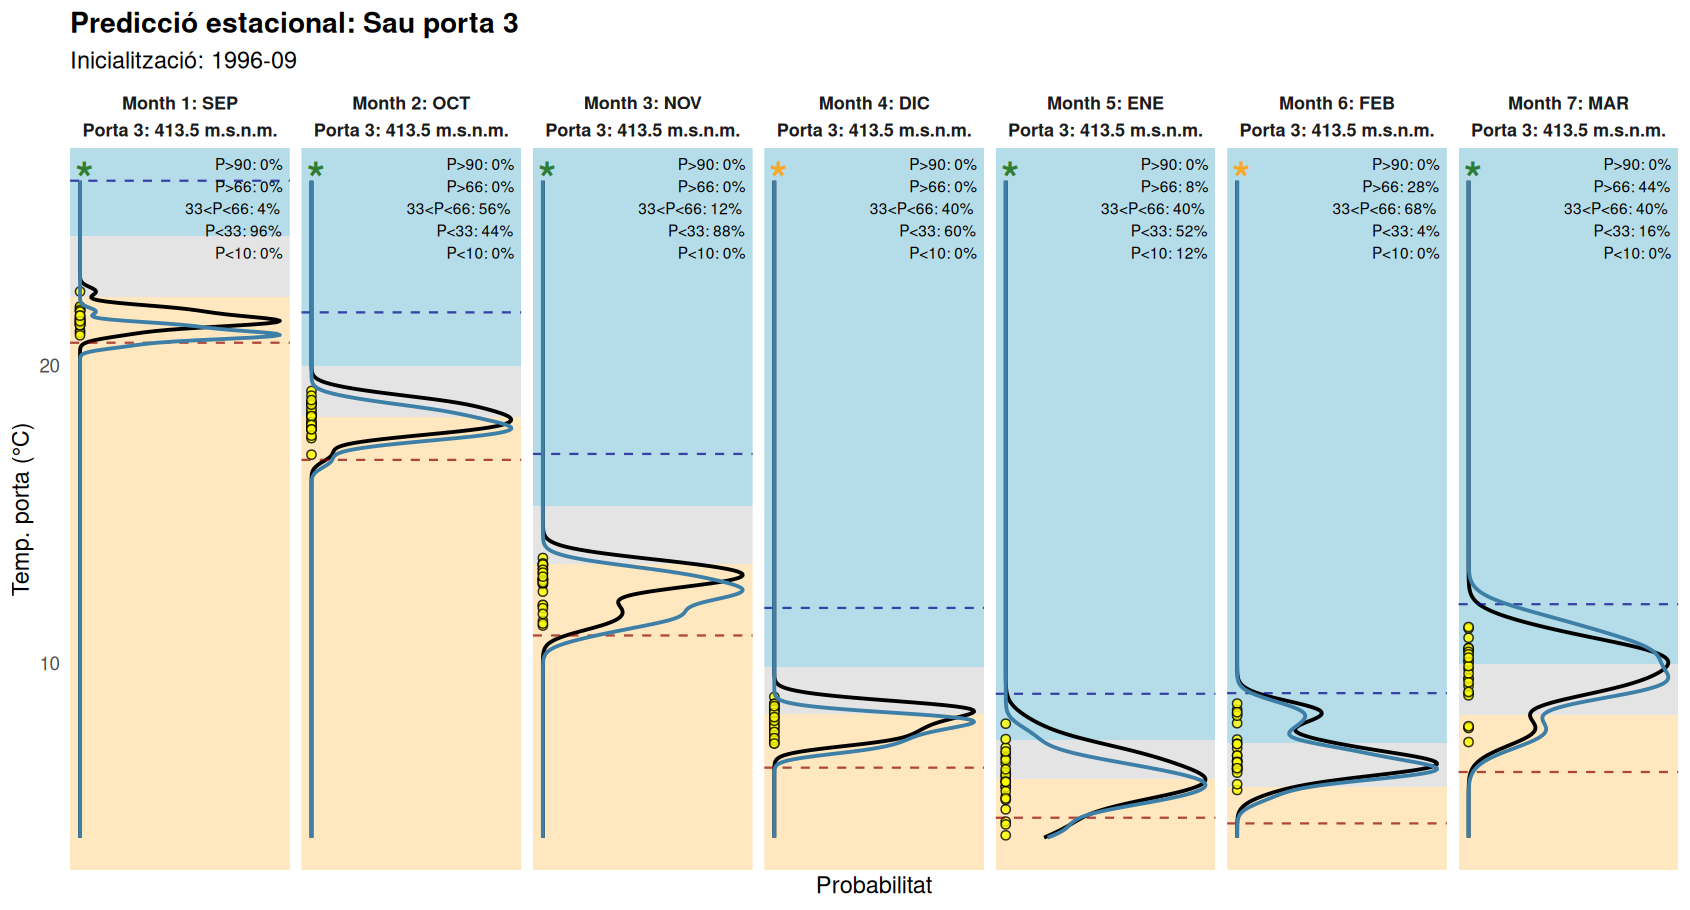 Predicció estacional: Sau porta 3
Inicialització: 1996-09
Month 1: SEP
Porta 3: 413.5 m.s.n.m.
*
P>90: 0%
P>66: 0%
33<P<66: 4%
P<33: 96%
P<10: 0%
Month 2: OCT
Porta 3: 413.5 m.s.n.m.
*
P>90: 0%
P>66: 0%
33<P<66: 56%
P<33: 44%
P<10: 0%
Month 3: NOV
Porta 3: 413.5 m.s.n.m.
*
P>90: 0%
P>66: 0%
33<P<66: 12%
P<33: 88%
P<10: 0%
Month 4: DIC
Porta 3: 413.5 m.s.n.m.
*
P>90: 0%
P>66: 0%
33<P<66: 40%
P<33: 60%
P<10: 0%
Month 5: ENE
Porta 3: 413.5 m.s.n.m.
*
P>90: 0%
P>66: 8%
33<P<66: 40%
P<33: 52%
P<10: 12%
Month 6: FEB
Porta 3: 413.5 m.s.n.m.
*
P>90: 0%
P>66: 28%
33<P<66: 68%
P<33: 4%
P<10: 0%
Month 7: MAR
Porta 3: 413.5 m.s.n.m.
*
P>90: 0%
P>66: 44%
33<P<66: 40%
P<33: 16%
P<10: 0%
20
10
Temp. porta (°C)
Probabilitat